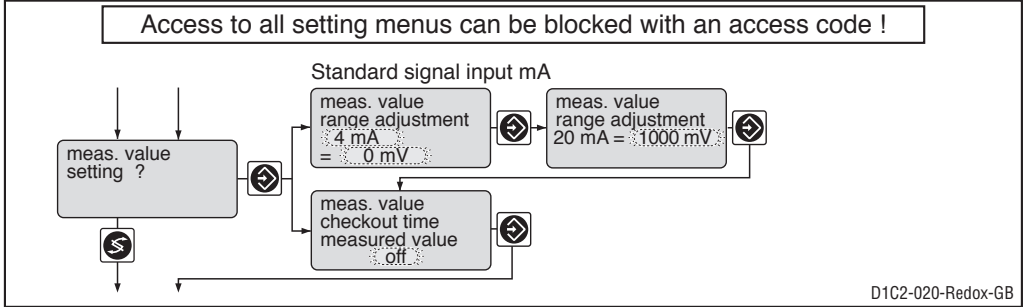 Access to all setting menus can be blocked with an access code !
Standard signal input mA
meas. value
range adjustment
4 mA
= 0 mV
meas. value
range adjustment
20 mA = 1000 mV
meas. value
setting ?
meas. value
checkout time
measured value
off
D1C2-020-Redox-GB